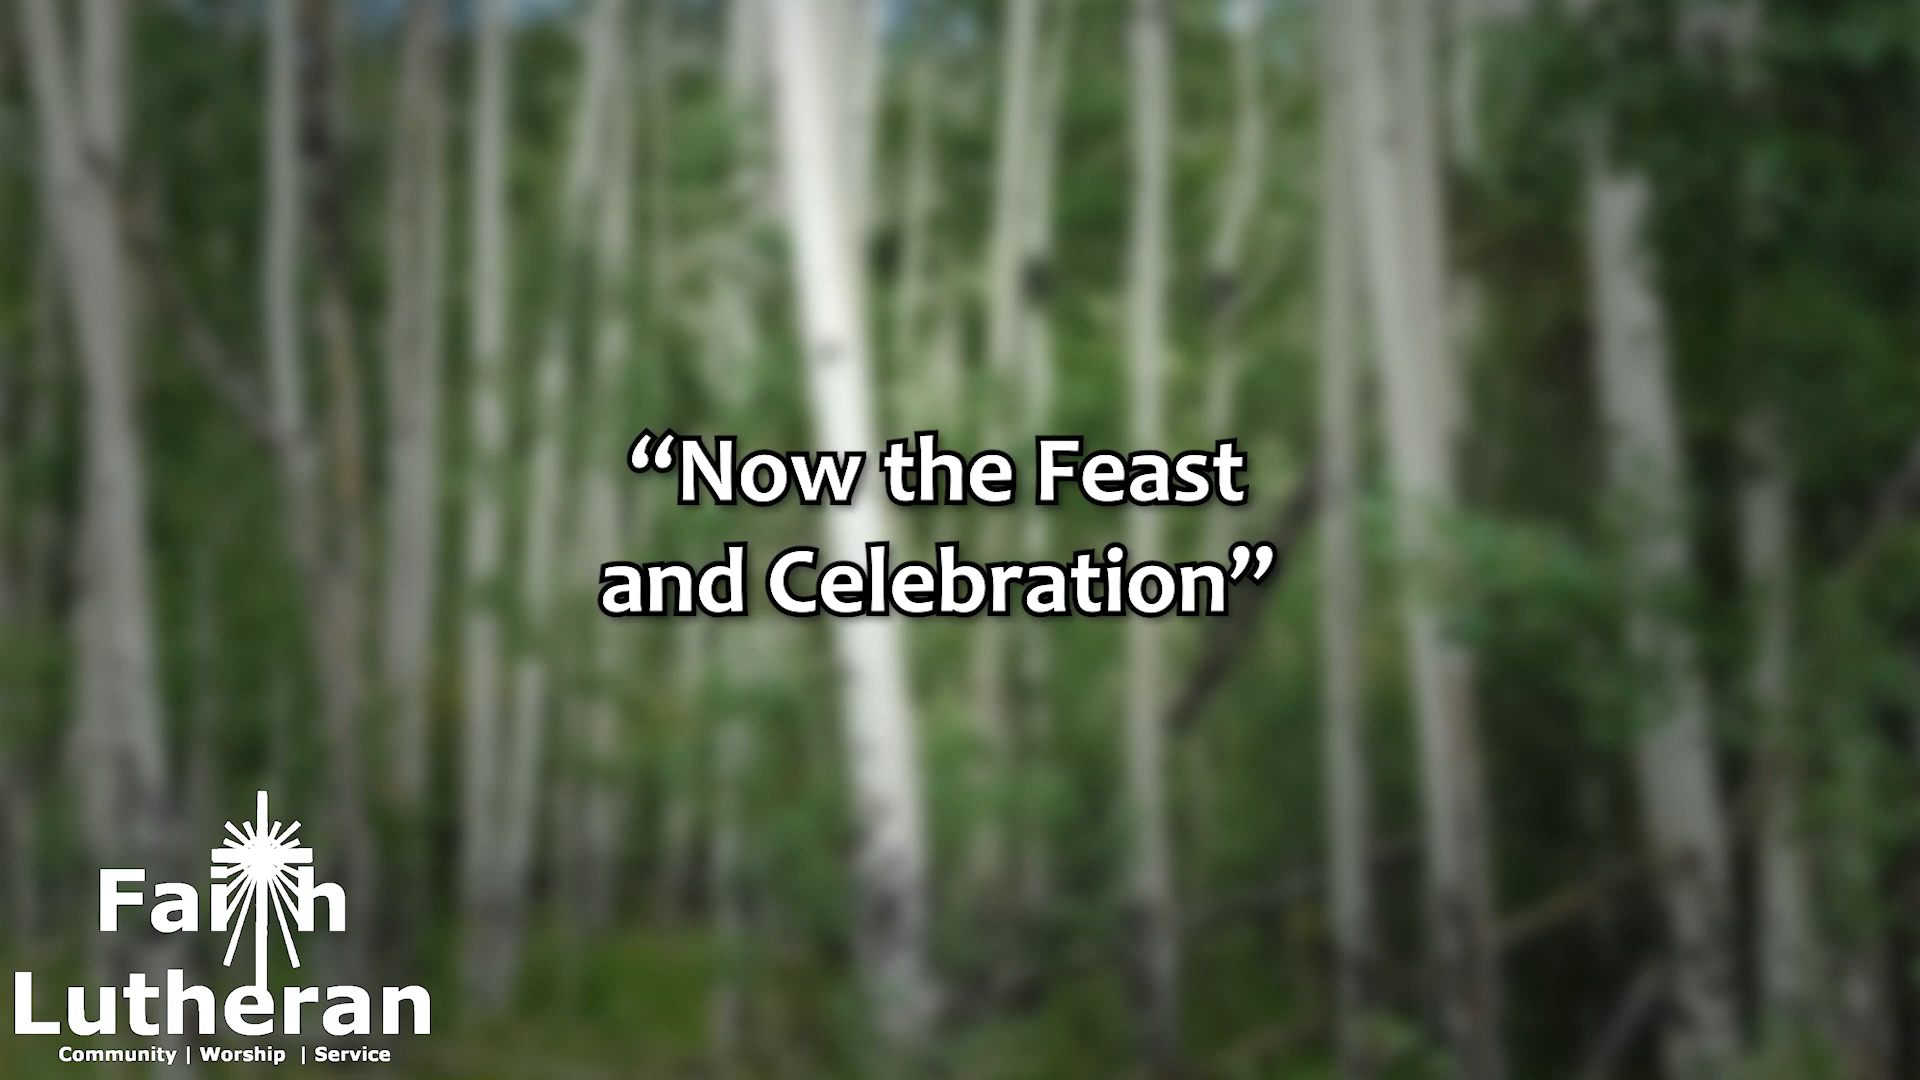 “Now the Feast
and Celebration”
Faith
Lutheran
Community | Worship | Service